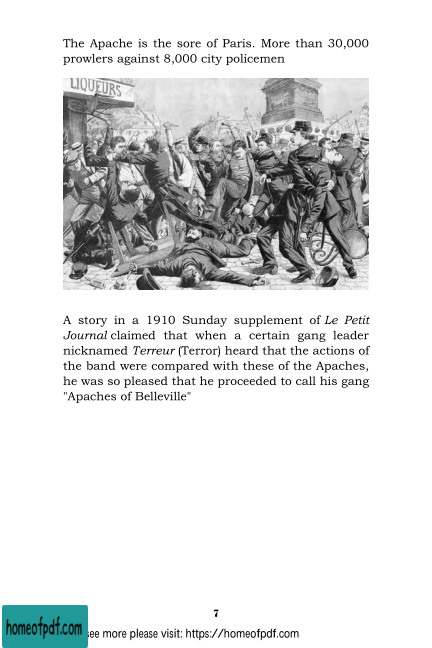 The Apache is the sore of Paris. More than 30,000
prowlers against 8,000 city policemen
LIQUEURS
A story in a 1910 Sunday supplement of Le Petit
Journal claimed that when a certain gang leader
nicknamed Terreur (Terror) heard that the actions of
the band were compared with these of the Apaches,
he was so pleased that he proceeded to call his gang
"Apaches of Belleville"
7
homeofpdf.com
see more please visit: https://homeofpdf.com